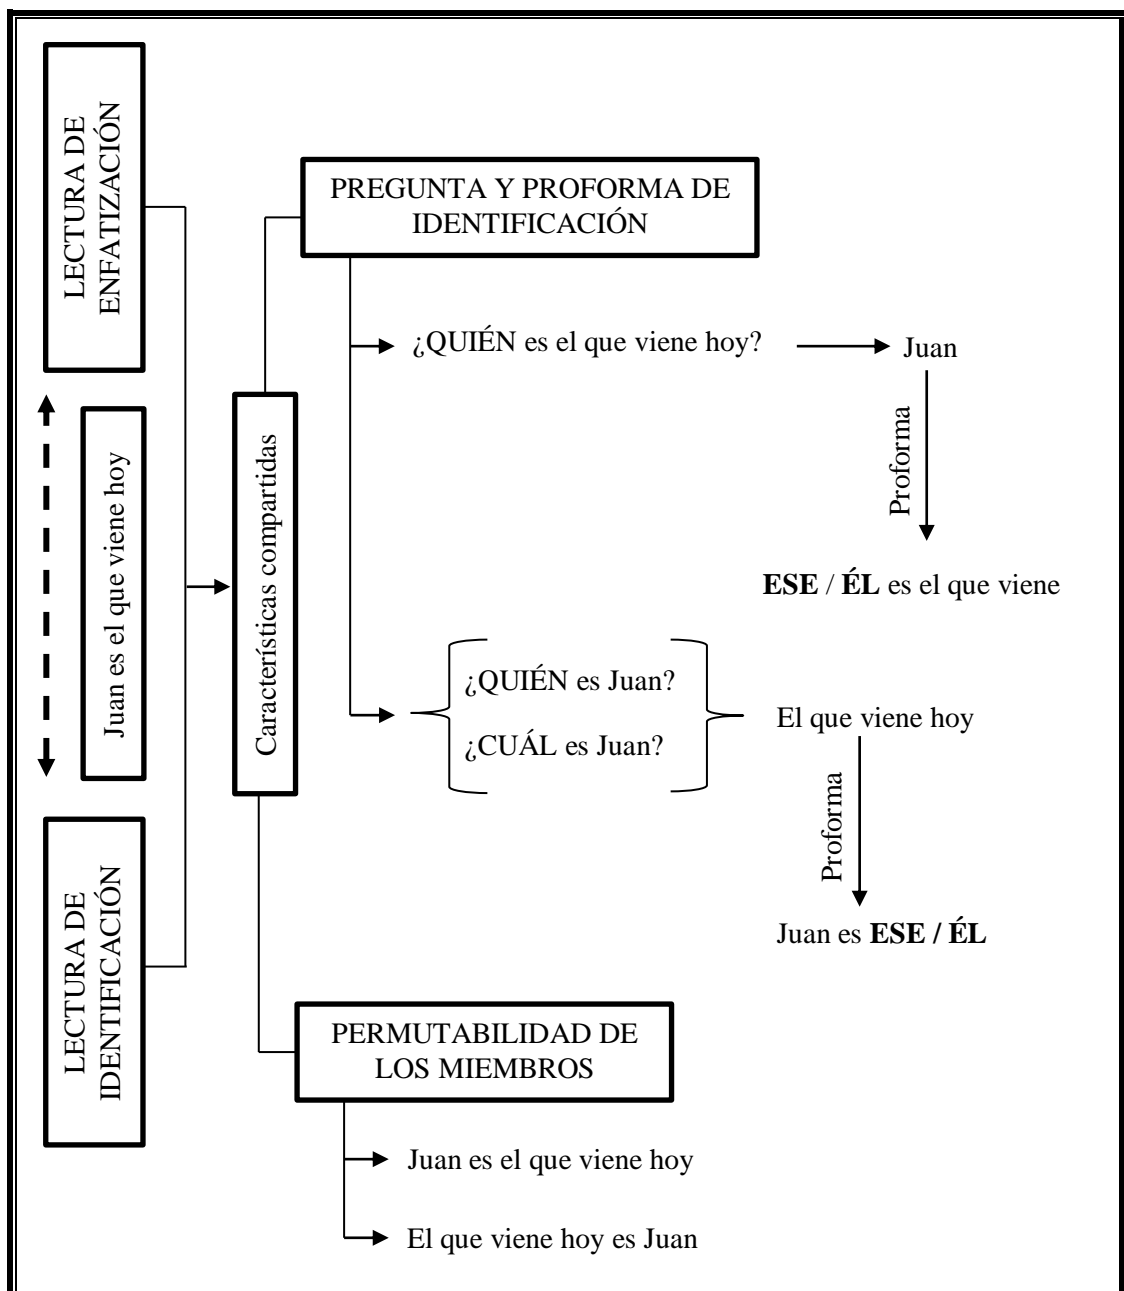 LECTURA DE
ENFATIZACIÓN
Juan es el que viene hoy
LECTURA DE
IDENTIFICACIÓN
Características compartidas
PREGUNTA Y PROFORMA DE
IDENTIFICACIÓN
¿QUIÉN es el que viene hoy?
Juan
Proforma
ESE / ÉL es el que viene
¿QUIÉN es Juan?
¿CUÁL es Juan?
El que viene hoy
Proforma
Juan es ESE / ÉL
PERMUTABILIDAD DE
LOS MIEMBROS
Juan es el que viene hoy
El que viene hoy es Juan